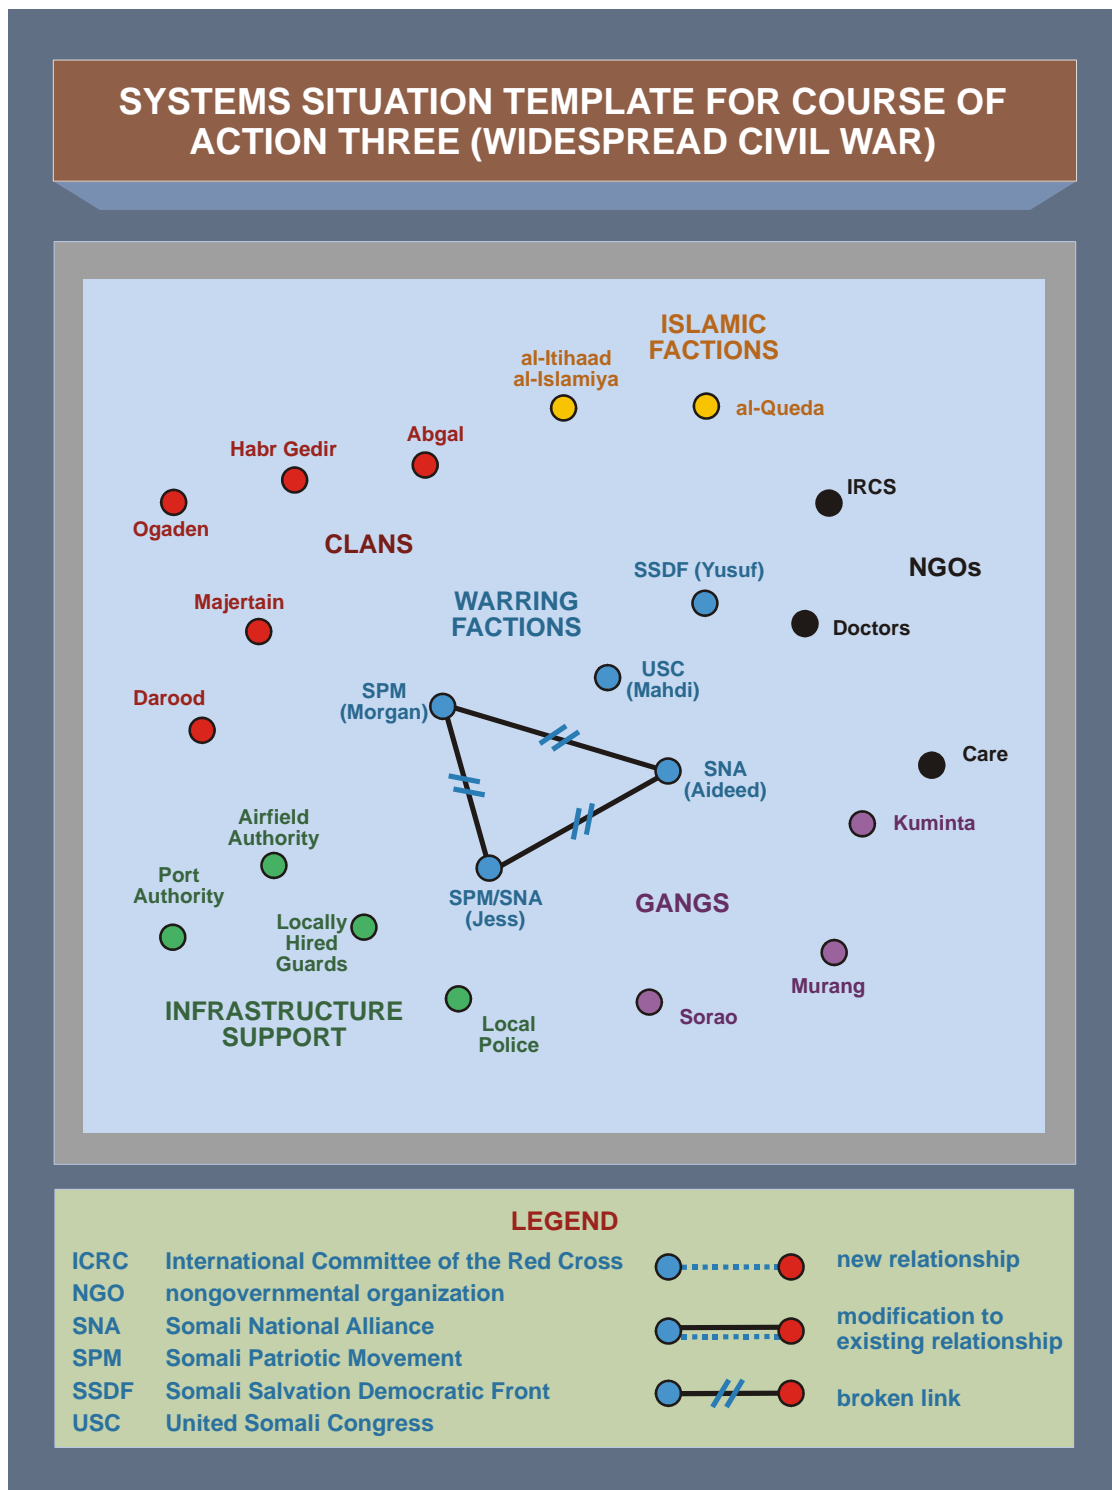 SYSTEMS SITUATION TEMPLATE FOR COURSE OF
ACTION THREE (WIDESPREAD CIVIL WAR)
ISLAMIC
FACTIONS
al-Itihaad
al-Islamiya
al-Queda
Abgal
Habr Gedir
Ogaden
IRCS
CLANS
NGOs
SSDF (Yusuf)
WARRING
FACTIONS
Majertain
Doctors
USC
(Mahdi)
SPM
(Morgan)
Darood
Care
SNA
(Aideed)
Airfield
Authority
Kuminta
Port
Authority
SPM/SNA
(Jess)
GANGS
Locally
Hired
Guards
Murang
INFRASTRUCTURE
SUPPORT
Sorao
Local
Police
LEGEND
ICRC International Committee of the Red Cross
NGO nongovernmental organization
SNA Somali National Alliance
SPM Somali Patriotic Movement
SSDF Somali Salvation Democratic Front
USC United Somali Congress
new relationship
modification to
existing relationship
broken link